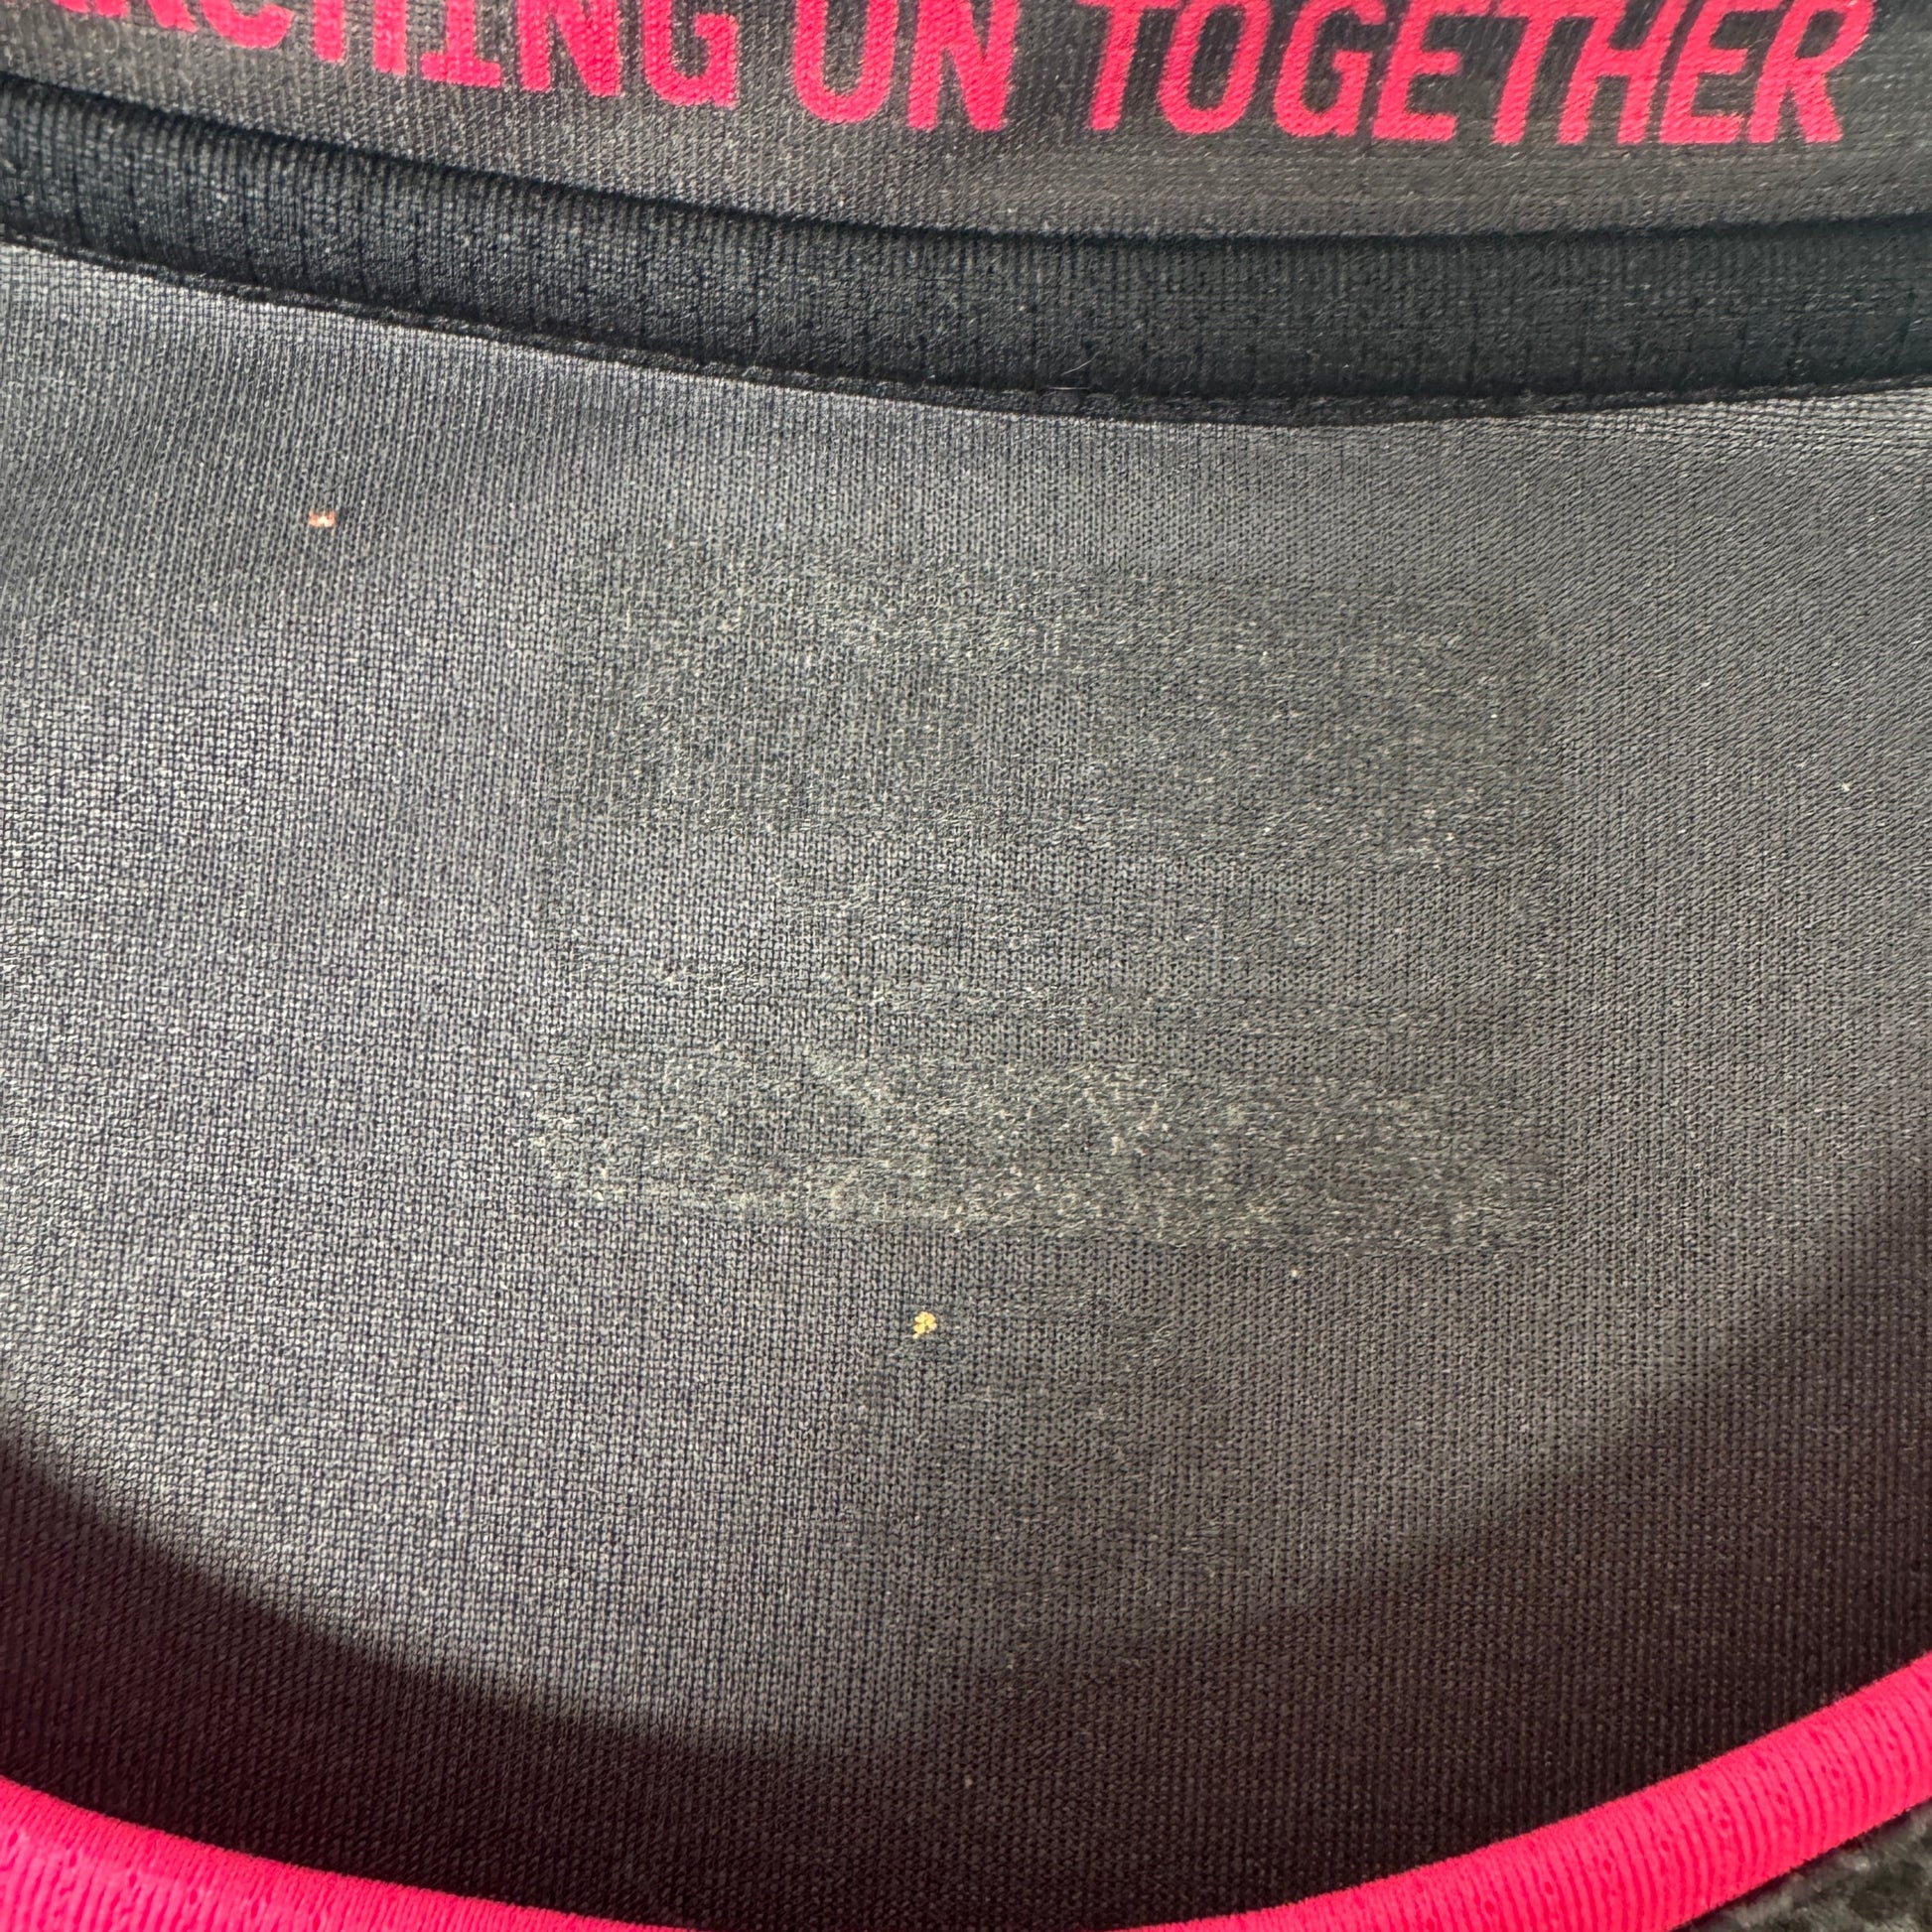 RCHING ON TOGETHER